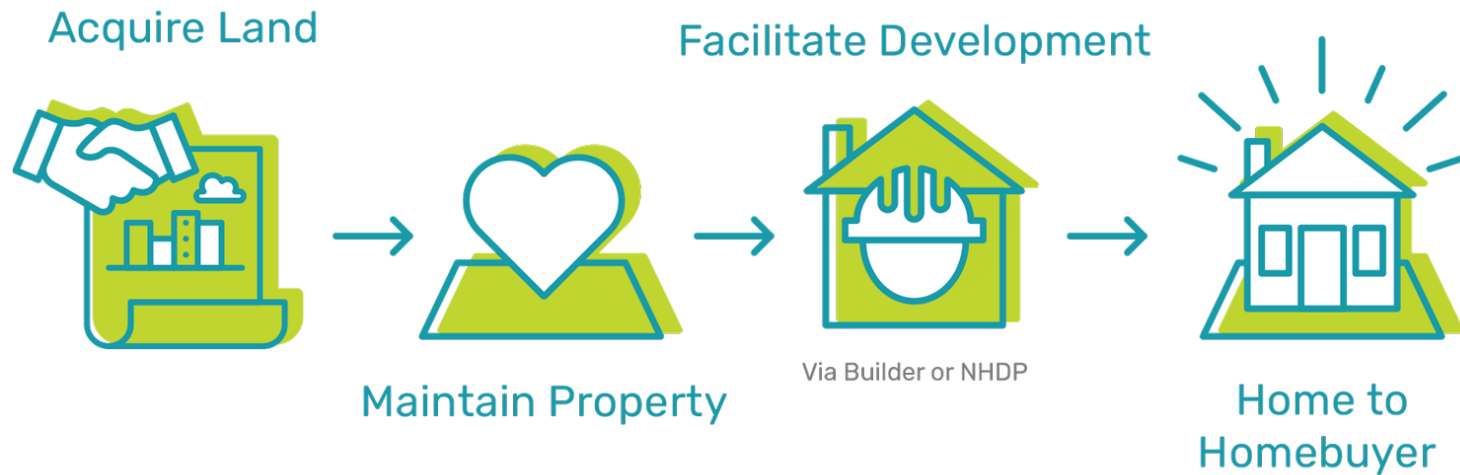 Acquire Land
Maintain Property
Facilitate Development
Via Builder or NHDP
Home to
Homebuyer